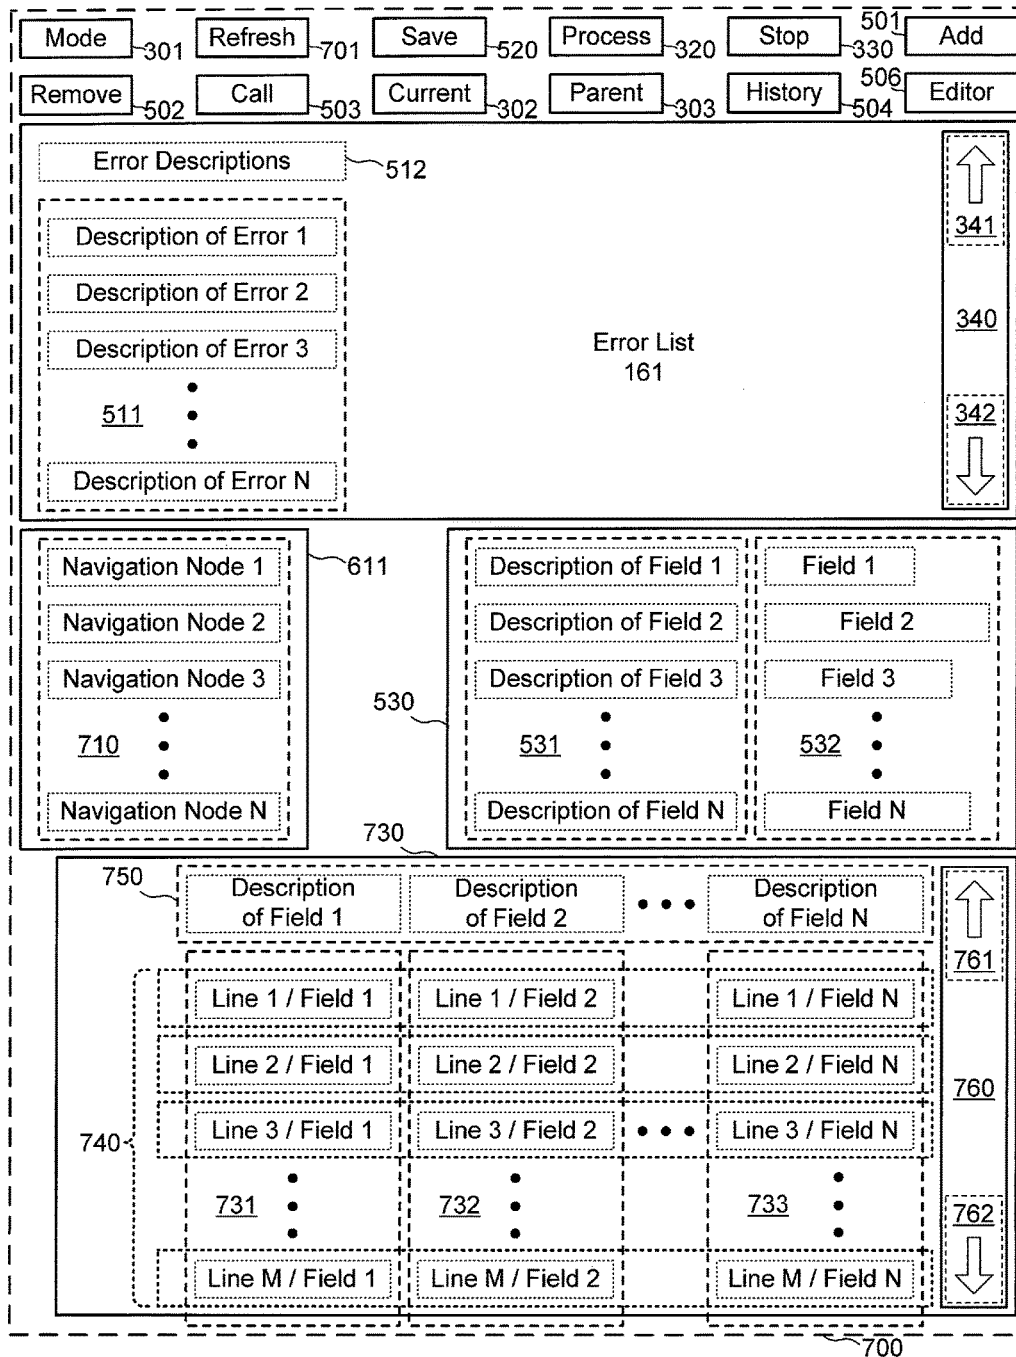 Mode
301
Refresh
701
Save
520
Process
320
Stop
330
501
Add
Remove
502
Call
503
Current
302
Parent
303
History
504
506
Editor
Error Descriptions
512
Description of Error 1
Description of Error 2
Description of Error 3
511
Description of Error N
Error List
161
341
340
342
Navigation Node 1
Navigation Node 2
Navigation Node 3
710
Navigation Node N
611
530
Description of Field 1
Description of Field 2
Description of Field 3
531
Description of Field N
Field 1
Field 2
Field 3
532
Field N
730
750
Description
of Field 1
Description
of Field 2
Description
of Field N
740
Line 1 / Field 1
Line 1 / Field 2
Line 1 / Field N
Line 2 / Field 1
Line 2 / Field 2
Line 2 / Field N
Line 3 / Field 1
Line 3 / Field 2
Line 3 / Field N
731
732
733
Line M / Field 1
Line M / Field 2
Line M / Field N
761
760
762
700